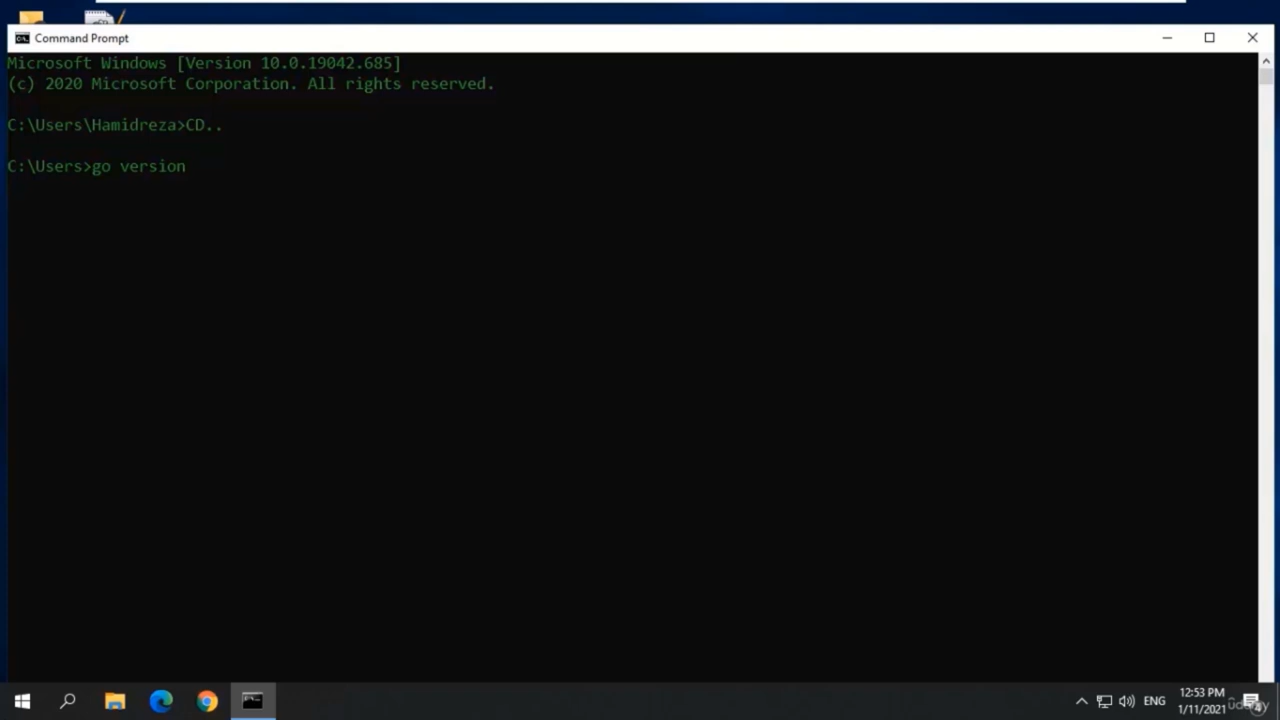 Command Prompt
Microsoft Windows [Version 10.0.19042.685]
(c) 2020 Microsoft Corporation. All rights reserved.
C:\Users\Hamidreza>CD..
C:\Users>go version
ENG
12:53 PM
1/11/2021
4